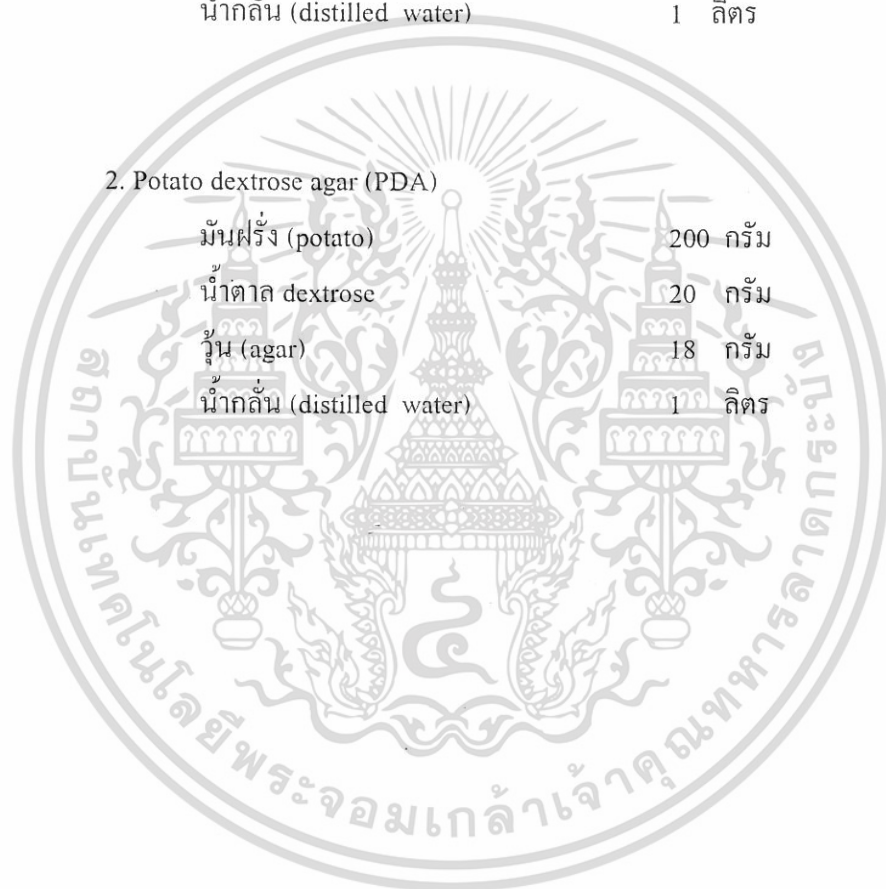 น้ำกลั่น (distilled water) 1 ลิตร
2. Potato dextrose agar (PDA)
มันฝรั่ง (potato) 200 กรัม
น้ำตาล dextrose 20 กรัม
วุ้น (agar) 18 กรัม
น้ำกลั่น (distilled water) 1 ลิตร
สถาบันเทคโนโลยีพระจอมเกล้าเจ้าคุณทหารลาดกระบัง